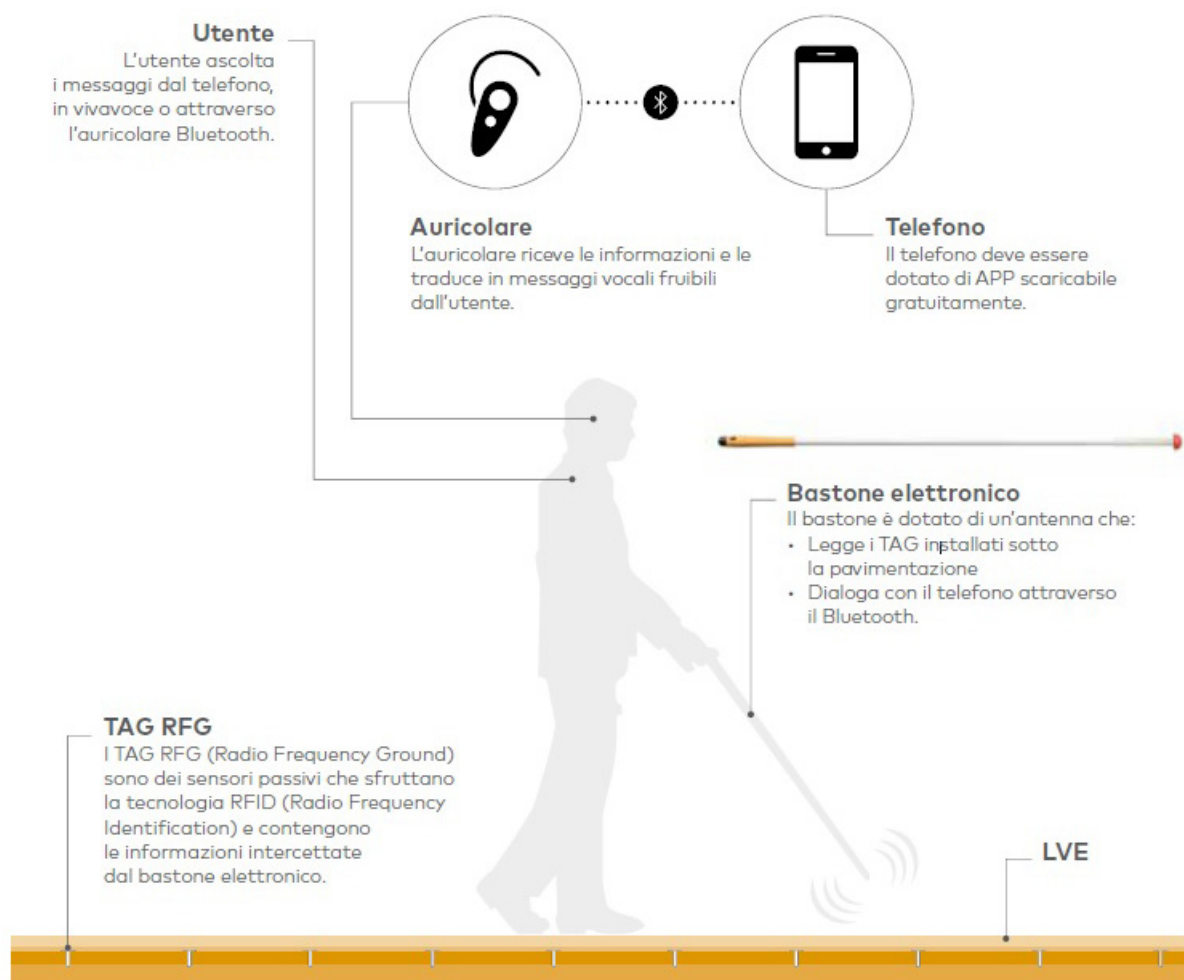 Utente
L'utente ascolta
i messaggi dal telefono,
in vivavoce o attraverso
l'auricolare Bluetooth.
Auricolare
L'auricolare riceve le informazioni e le
traduce in messaggi vocali fruibili
dall'utente.
Telefono
Il telefono deve essere
dotato di APP scaricabile
gratuitamente.
Bastone elettronico
Il bastone è dotato di un'antenna che:
• Legge i TAG installati sotto
la pavimentazione
• Dialoga con il telefono attraverso
il Bluetooth.
TAG RFG
I TAG RFG (Radio Frequency Ground)
sono dei sensori passivi che sfruttano
la tecnologia RFID (Radio Frequency
Identification) e contengono
le informazioni intercettate
dal bastone elettronico.
LVE